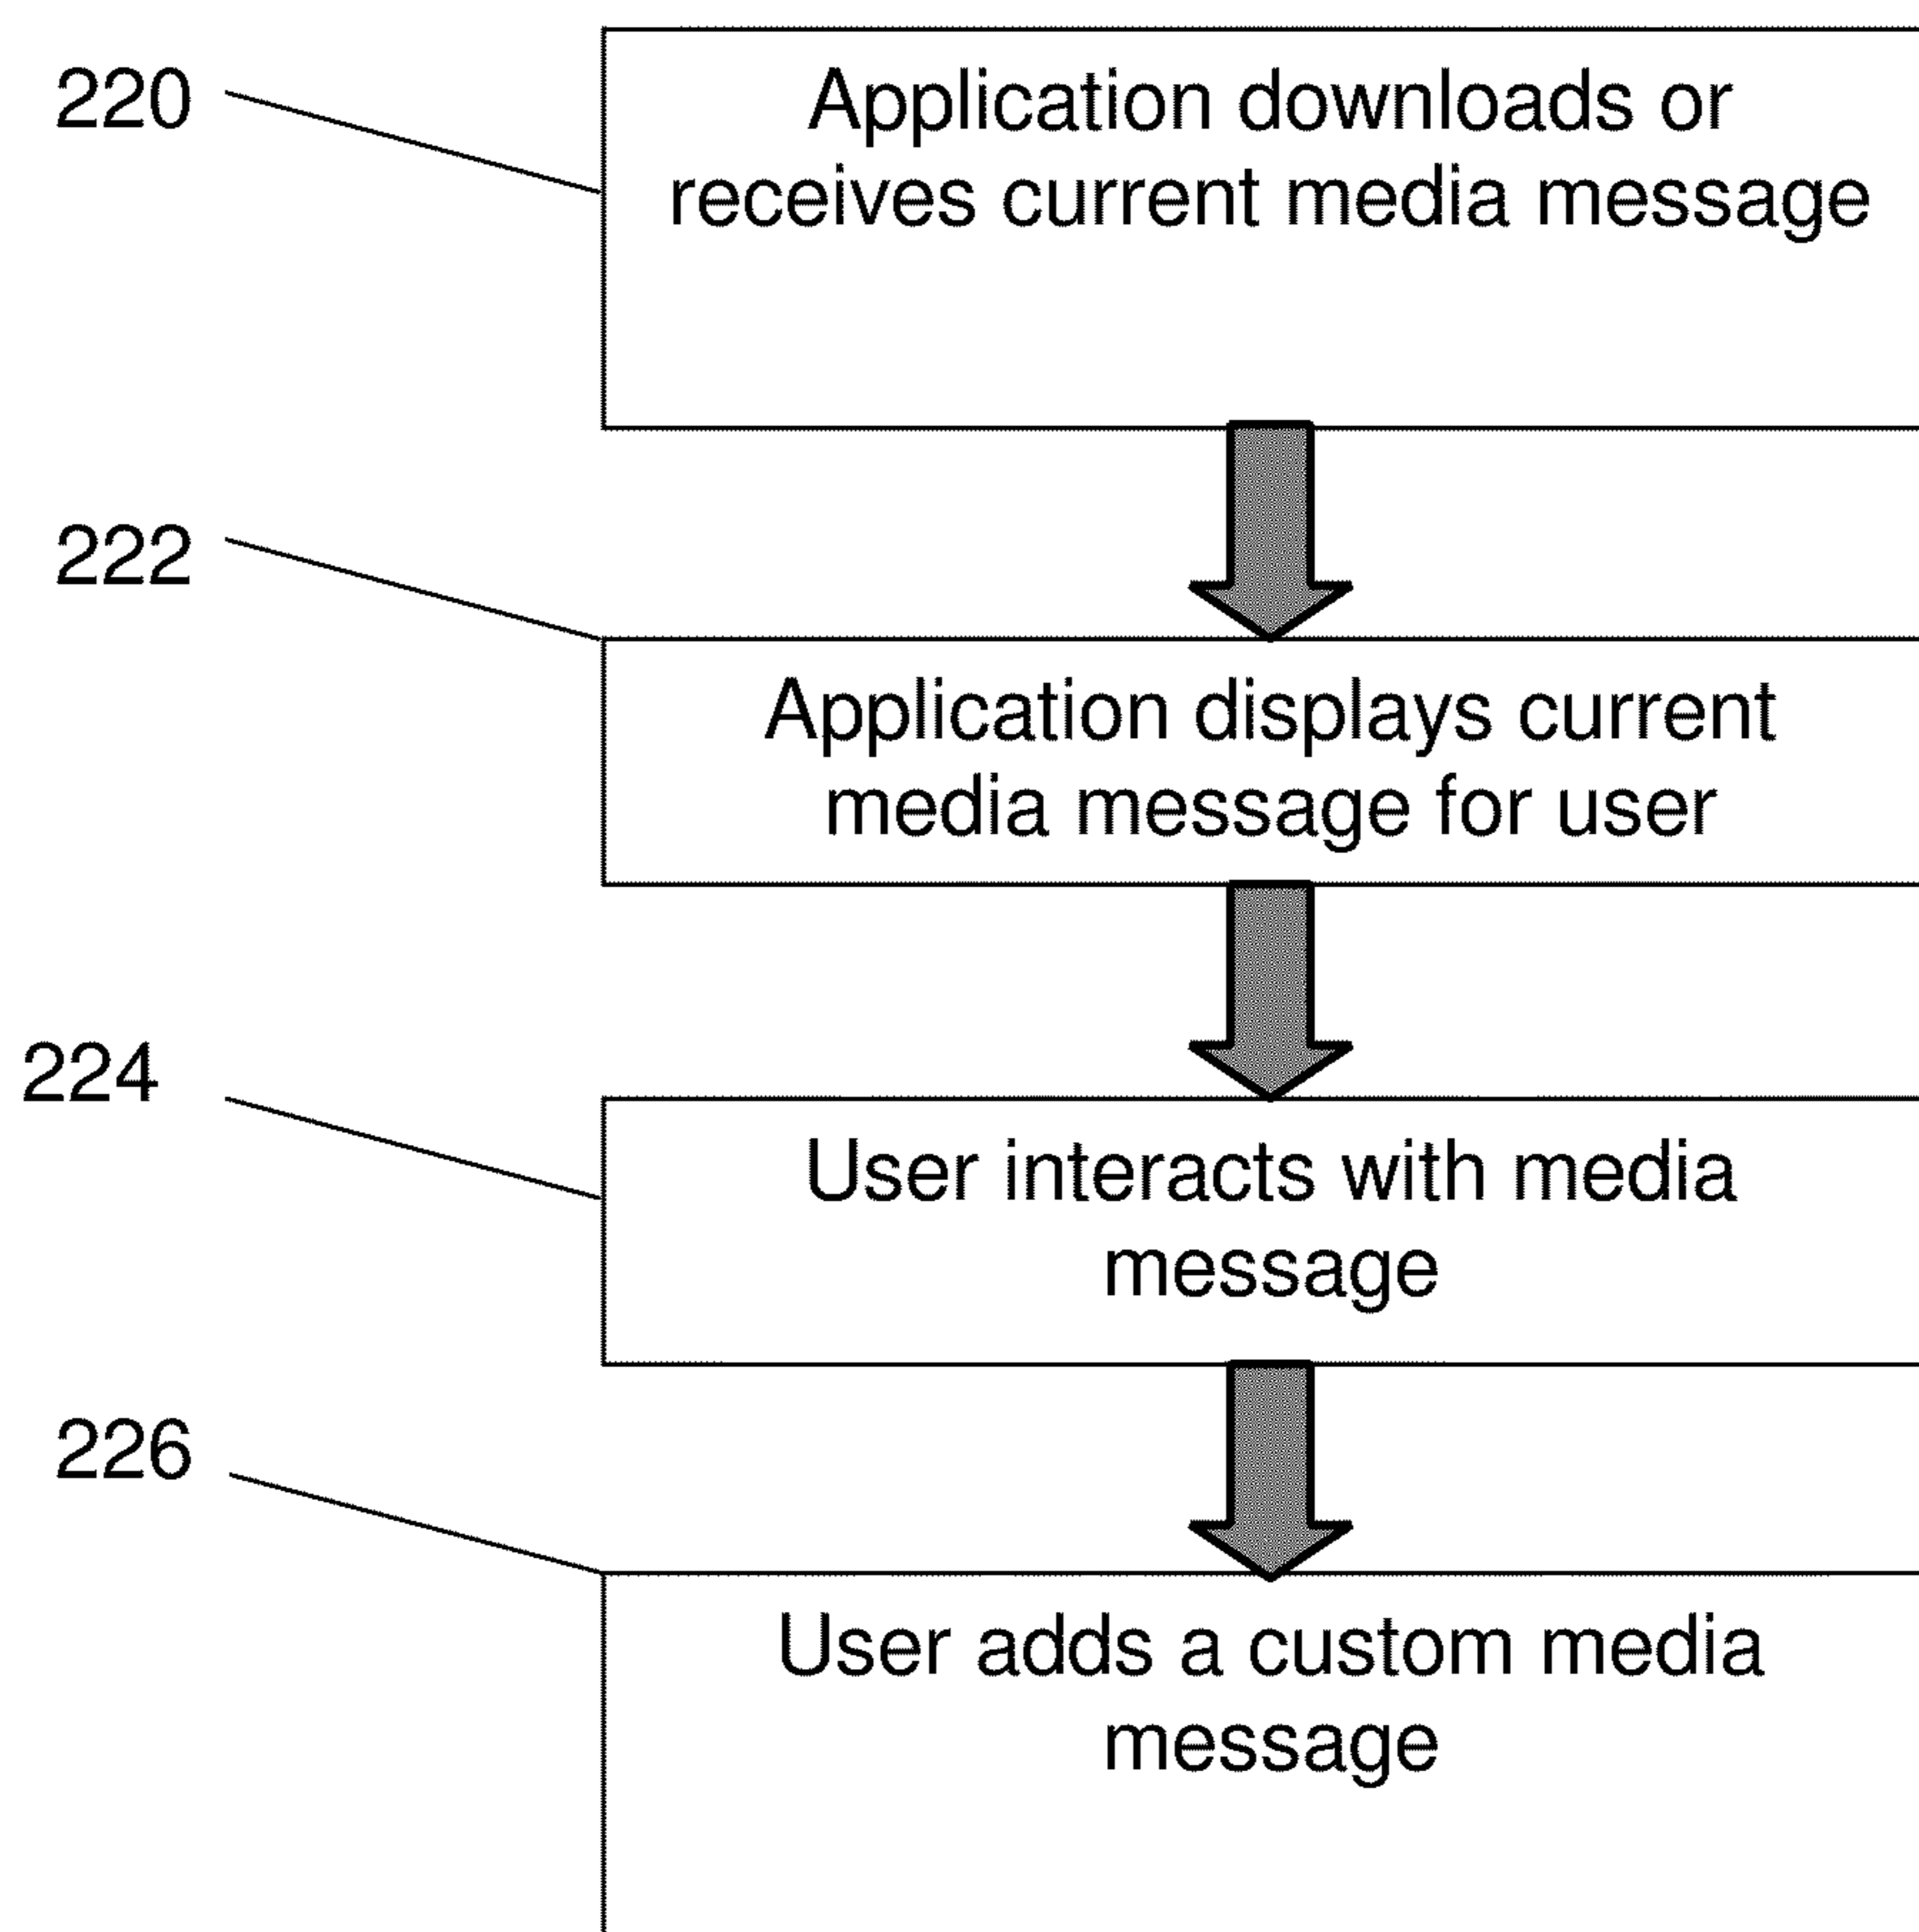 220
Application downloads or
receives current media message
222
Application displays current
media message for user
224
User interacts with media
message
226
User adds a custom media
message